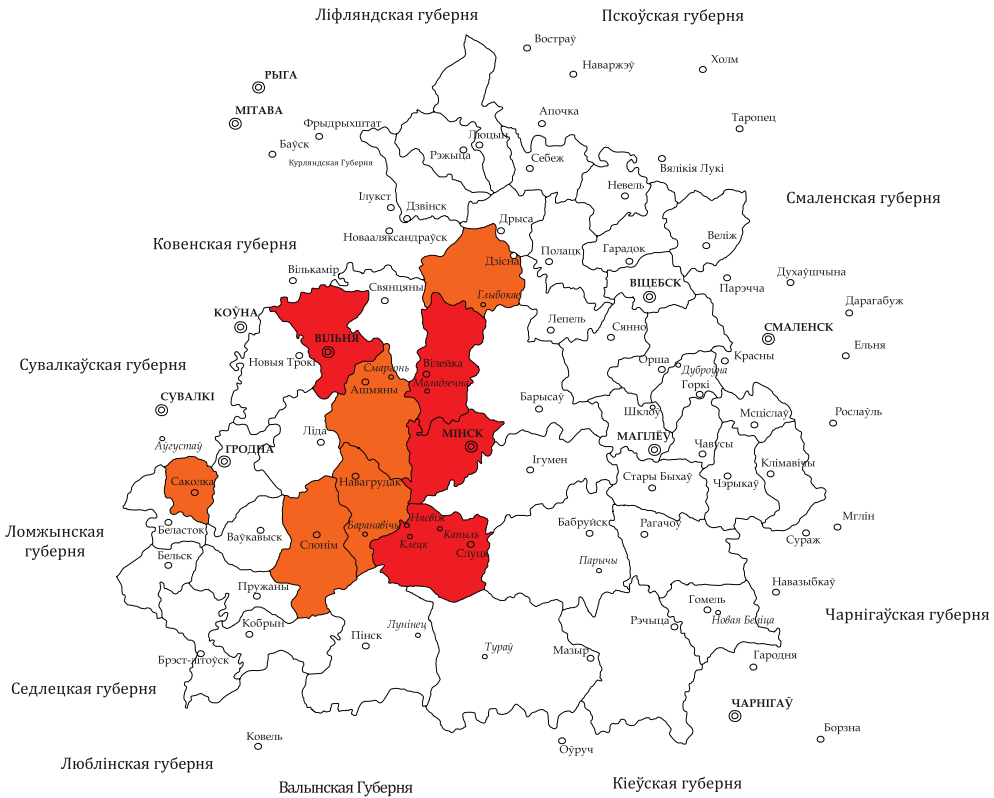 Ліфляндская губерня
Пскоўская губерня
Востраў
Холм
Наваржэў
РЫГА
МІТАВА
Апочка
Таропец
Фрыдрыхштат
Люцын
Баўск
Рэжыца
Курляндская Губерня
Себеж
Вялікія Лукі
Невель
Смаленская губерня
Ілукст
Дзвінск
Дрыса
Новааляксандраўск
Веліж
Ковенская губерня
Полацк
Гарадок
Дзісна
Вількамір
Свянцяны
Глыбокае
ВІЦЕБСК
Парэчча
Духаўшчына
Дарагабуж
КОЎНА
Лепель
Сянно
СМАЛЕНСК
ВІЛЬНЯ
Ельня
Сувалкаўская губерня
Новыя Трокі
Смаргонь
Вілейка
Орша
Красны
Дуброўна
Ашмяны
Маладзечна
Горкі
СУВАЛКІ
Барысаў
Шклоў
Мсціслаў
Рослаўль
Аўгустаў
Ліда
МІНСК
МАГІЛЁЎ
Чавусы
ГРОДНА
Ігумен
Клімавічы
Саколка
Навагрудак
Стары Быхаў
Чэрыкаў
Мглін
Ломжынская
губерня
Беласток
Ваўкавыск
Слонім
Баранавічы
Нясвіж
Капыль
Клецк
Слуцк
Бабруйск
Рагачоў
Сураж
Бельск
Парычы
Пружаны
Навазыбкаў
Гомель
Новая Беліца
Чарнігаўская губерня
Кобрын
Лунінец
Рэчыца
Пінск
Тураў
Мазыр
Гародня
Брэст-літоўск
Седлецкая губерня
ЧАРНІГАЎ
Борзна
Ковель
Оўруч
Люблінская губерня
Валынская Губерня
Кіеўская губерня